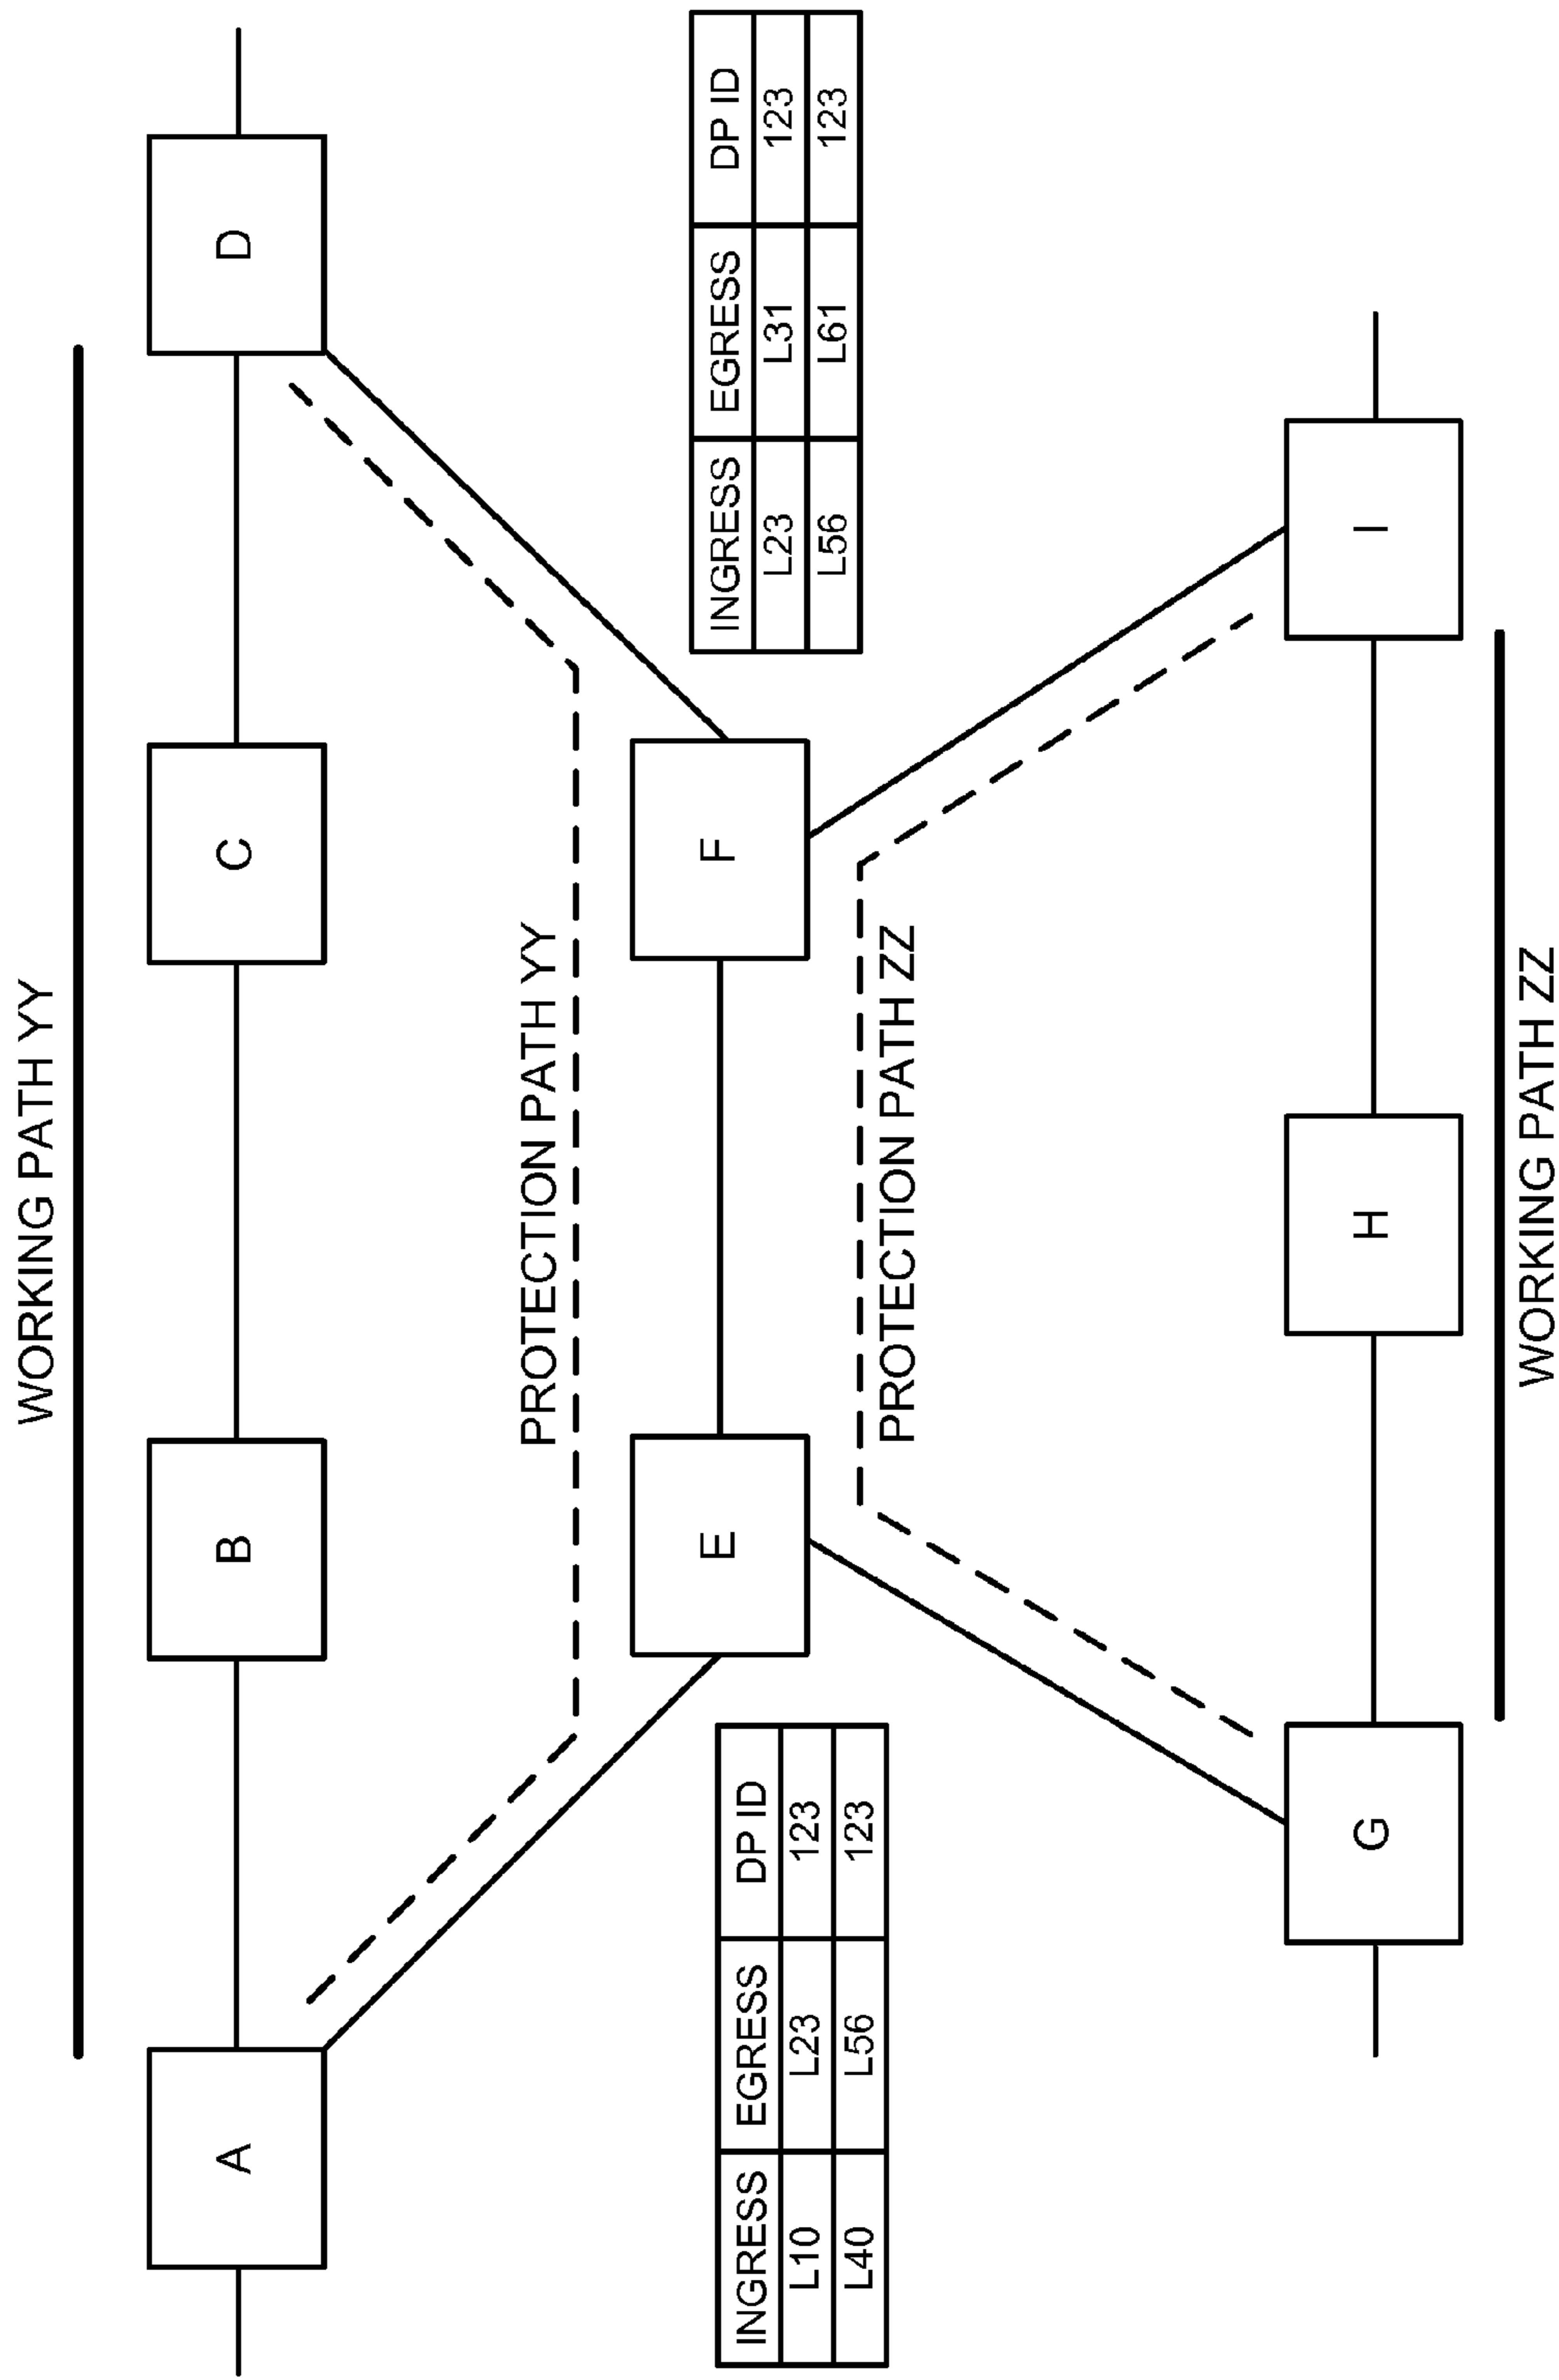 WORKING PATH YY
A
B
C
D
PROTECTION PATH YY
E
F
INGRESS EGRESS DP ID
L10 L23 123
L40 L56 123
INGRESS EGRESS DP ID
L23 L31 123
L56 L61 123
PROTECTION PATH ZZ
G
H
I
WORKING PATH ZZ